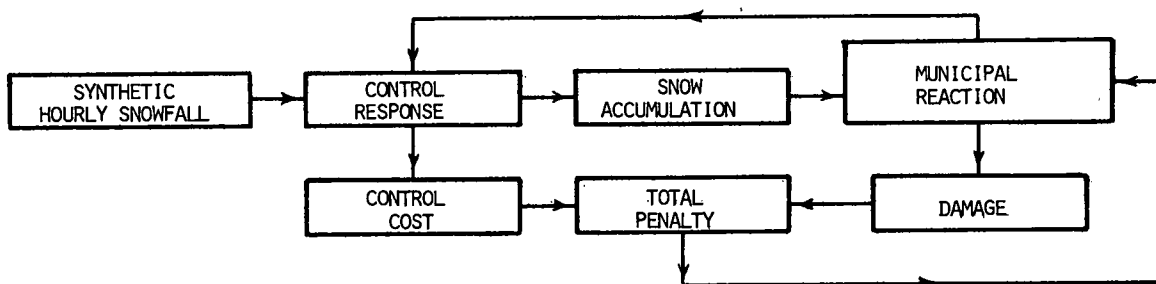 SYNTHETIC
HOURLY SNOWFALL
CONTROL
RESPONSE
SNOW
ACCUMULATION
MUNICIPAL
REACTION
CONTROL
COST
TOTAL
PENALTY
DAMAGE